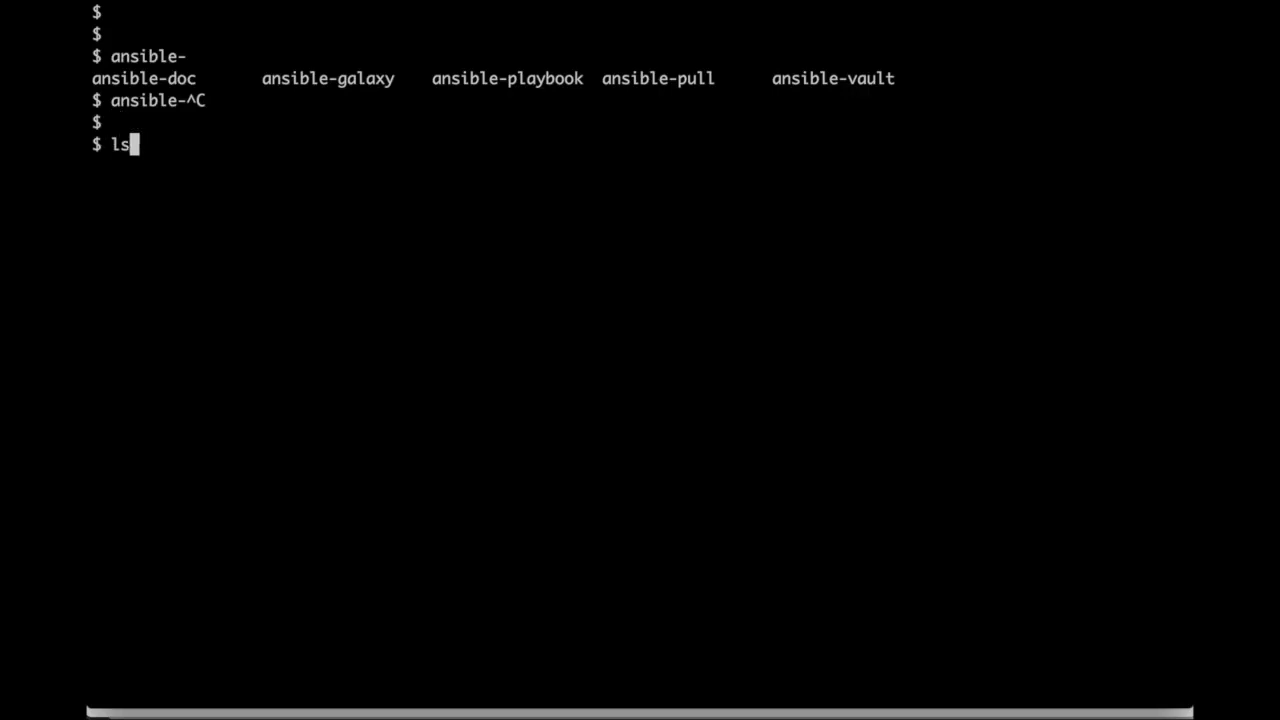 $
$
$ ansible-
ansible-doc ansible-galaxy ansible-playbook ansible-pull ansible-vault
$ ansible-^C
$
$ ls